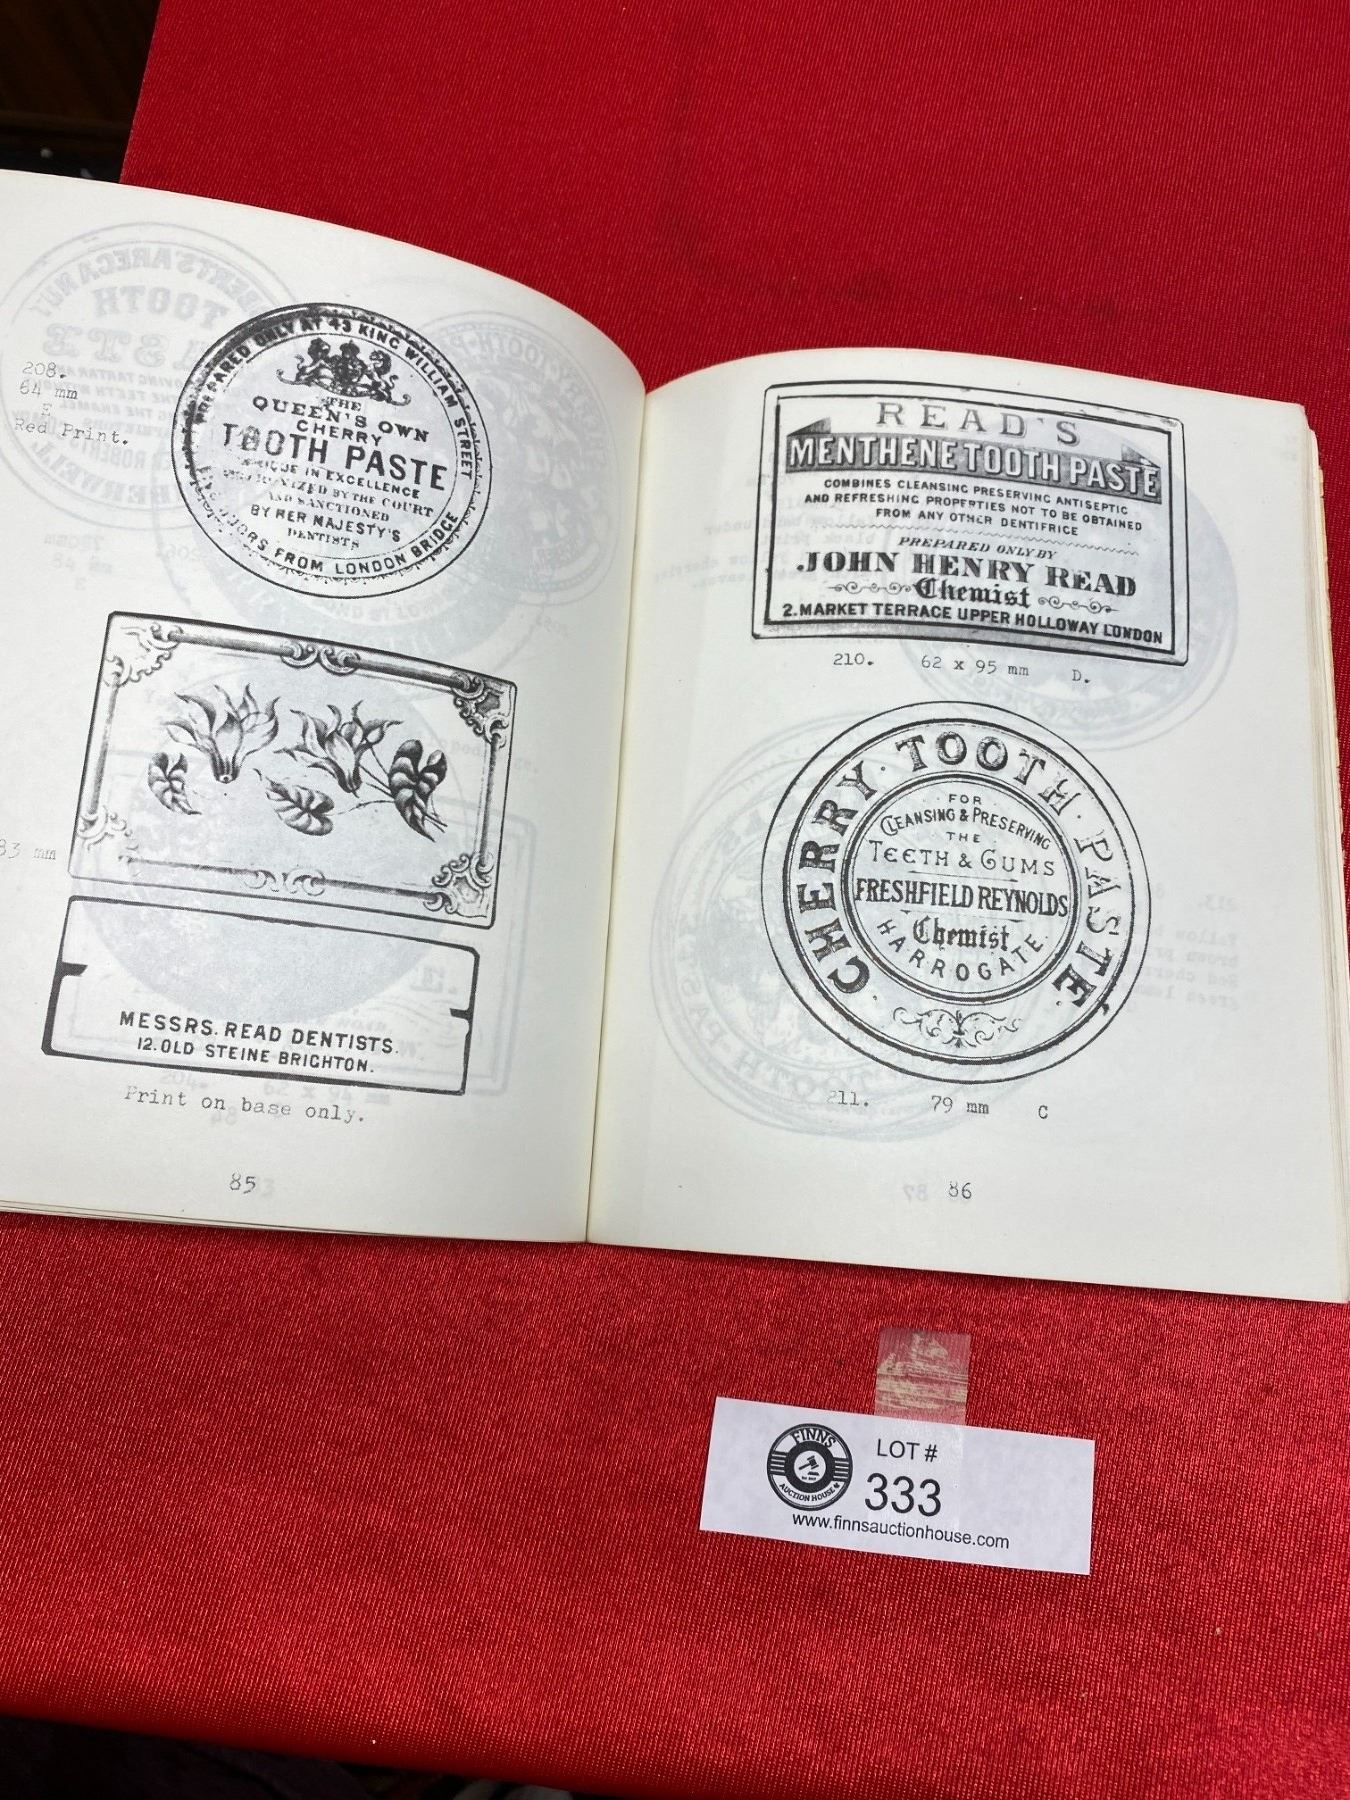 208.
64 mm
E
Red Print.
PREPARED ONLY AT 43 KING WILLIAM STREET
THE
QUEEN'S OWN
CHERRY
TOOTH PASTE
UNIQUE IN EXCELLENCE
PATRONIZED BY THE COURT
AND SANCTIONED
BY HER MAJESTY'S
DENTISTS
DOORS FROM LONDON BRIDGE
83 mm
MESSRS. READ DENTISTS.
12. OLD STEINE BRIGHTON.
Print on base only.
85
READ'S
MENTHENE TOOTH PASTE
COMBINES CLEANSING PRESERVING ANTISEPTIC
AND REFRESHING PROPERTIES NOT TO BE OBTAINED
FROM ANY OTHER DENTIFRICE
PREPARED ONLY BY
JOHN HENRY READ
Chemist
2. MARKET TERRACE UPPER HOLLOWAY LONDON
210. 62 x 95 mm D.
CHERRY · TOOTH · PASTE
FOR
CLEANSING & PRESERVING
THE
TEETH & GUMS
FRESHFIELD REYNOLDS
Chemist
HARROGATE
211. 79 mm C
86
FINNS
AUCTION HOUSE
LOT #
333
www.finnsauctionhouse.com